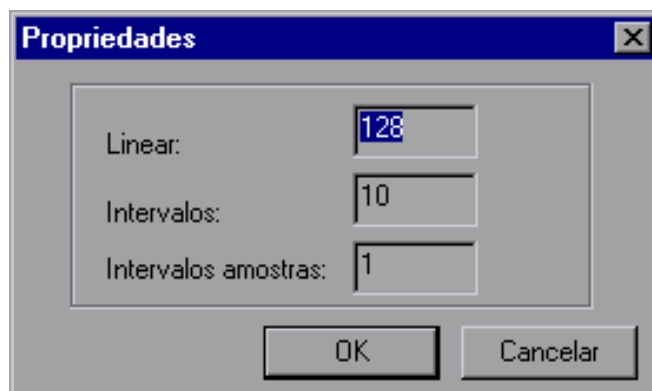 Propriedades
Linear: 128
Intervalos: 10
Intervalos amostras: 1
OK Cancelar